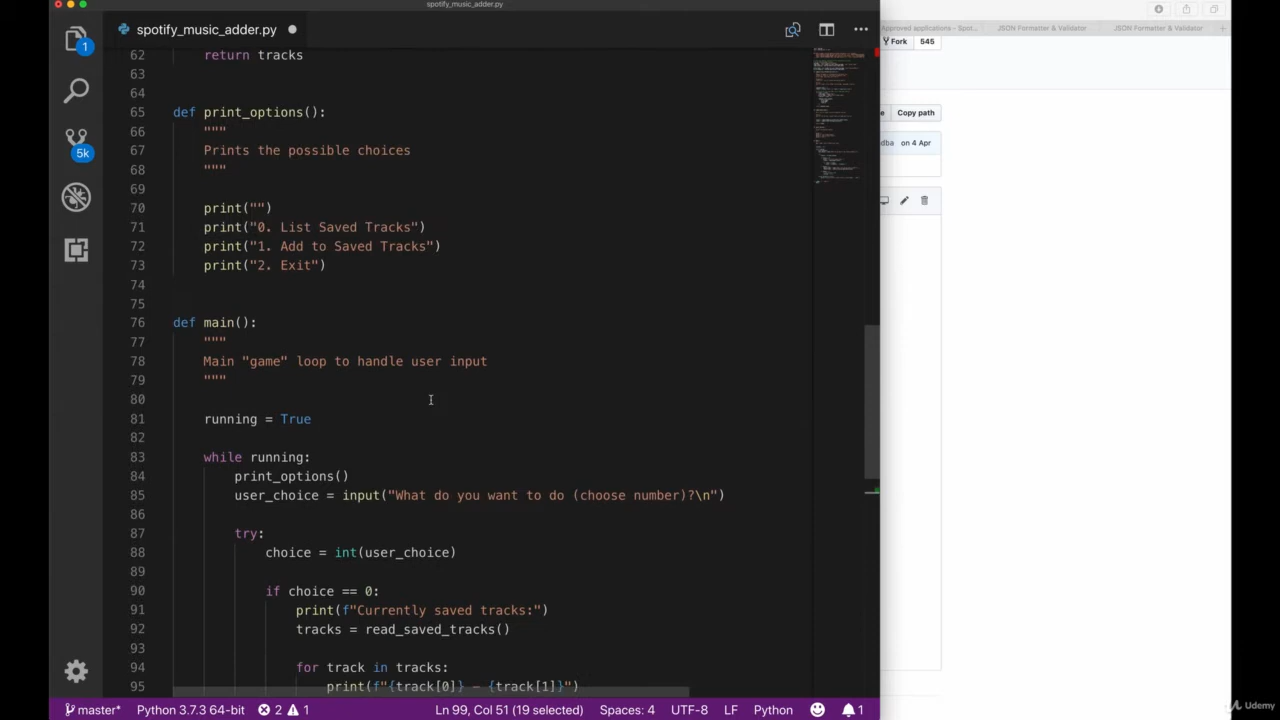 spotify_music_adder.py
spotify_music_adder.py
1
5k
return tracks
64
65 def print_options():
66 """
67 Prints the possible choices
68 """
70 print("")
71 print("0. List Saved Tracks")
72 print("1. Add to Saved Tracks")
73 print("2. Exit")
74
75
76 def main():
77 """
78 Main "game" loop to handle user input
79 """
80
81 running = True
82
83 while running:
84 print_options()
85 user_choice = input("What do you want to do (choose number)?\n")
86
87 try:
88 choice = int(user_choice)
89
90 if choice == 0:
91 print(f"Currently saved tracks:")
92 tracks = read_saved_tracks()
93
94 for track in tracks:
95 print(f"{track[0]} – {track[1]}")
master* Python 3.7.3 64-bit 2 1 Ln 99, Col 51 (19 selected) Spaces: 4 UTF-8 LF Python 1
Approved applications - Spot... JSON Formatter & Validator JSON Formatter & Validator
Fork 545
Copy path
dba on 4 Apr
Udemy